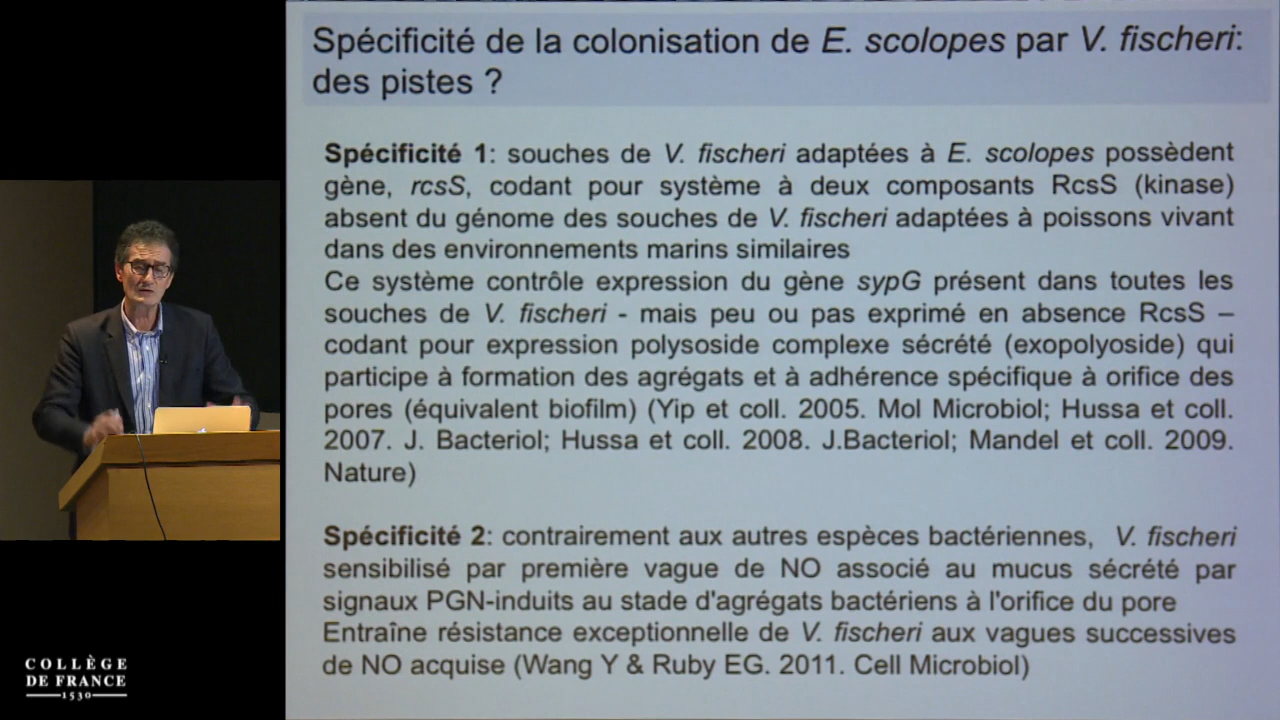 Spécificité de la colonisation de E. scolopes par V. fischeri:
des pistes ?
Spécificité 1: souches de V. fischeri adaptées à E. scolopes possèdent
gène, rcsS, codant pour système à deux composants RcsS (kinase)
absent du génome des souches de V. fischeri adaptées à poissons vivant
dans des environnements marins similaires
Ce système contrôle expression du gène sypG présent dans toutes les
souches de V. fischeri - mais peu ou pas exprimé en absence RcsS –
codant pour expression polysoside complexe sécrété (exopolyoside) qui
participe à formation des agrégats et à adhérence spécifique à orifice des
pores (équivalent biofilm) (Yip et coll. 2005. Mol Microbiol; Hussa et coll.
2007. J. Bacteriol; Hussa et coll. 2008. J.Bacteriol; Mandel et coll. 2009.
Nature)
Spécificité 2: contrairement aux autres espèces bactériennes, V. fischeri
sensibilisé par première vague de NO associé au mucus sécrété par
signaux PGN-induits au stade d'agrégats bactériens à l'orifice du pore
Entraîne résistance exceptionnelle de V. fischeri aux vagues successives
de NO acquise (Wang Y & Ruby EG. 2011. Cell Microbiol)
COLLÈGE
DE FRANCE
1530